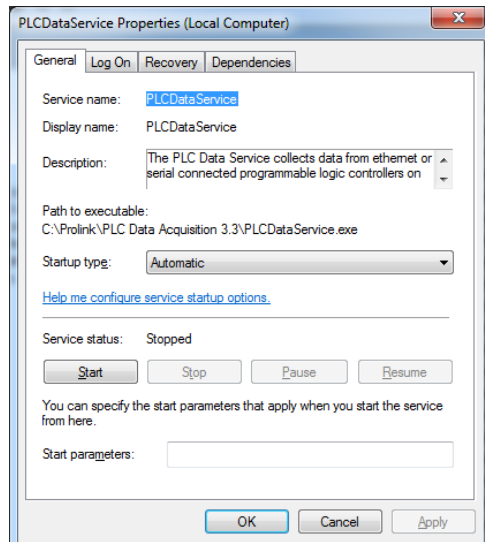 PLCDataService Properties (Local Computer)
General Log On Recovery Dependencies
Service name: PLCDataService
Display name: PLCDataService
Description: The PLC Data Service collects data from ethernet or
serial connected programmable logic controllers on
Path to executable:
C:\Prolink\PLC Data Acquisition 3.3\PLCDataService.exe
Startup type: Automatic
Help me configure service startup options.
Service status: Stopped
Start Stop Pause Resume
You can specify the start parameters that apply when you start the service
from here.
Start parameters:
OK Cancel Apply